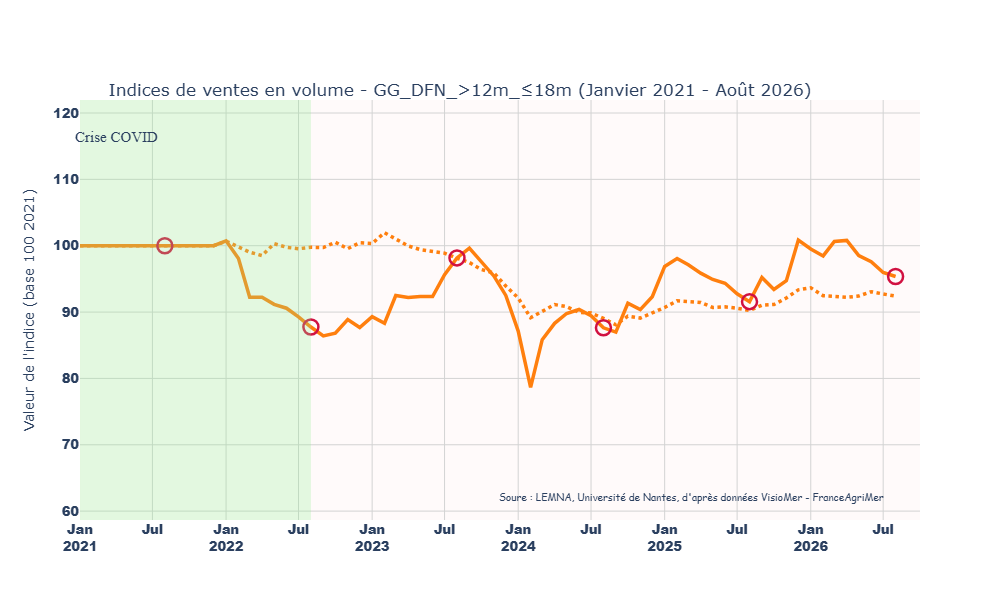 Indices de ventes en volume - GG_DFN_>12m_≤18m (Janvier 2021 - Août 2026)
120
Crise COVID
110
100
90
80
70
60
Valeur de l'indice (base 100 2021)
Soure : LEMNA, Université de Nantes, d'après données VisioMer - FranceAgriMer
Jan Jul Jan Jul Jan Jul Jan Jul Jan Jul Jan Jul
2021 2022 2023 2024 2025 2026